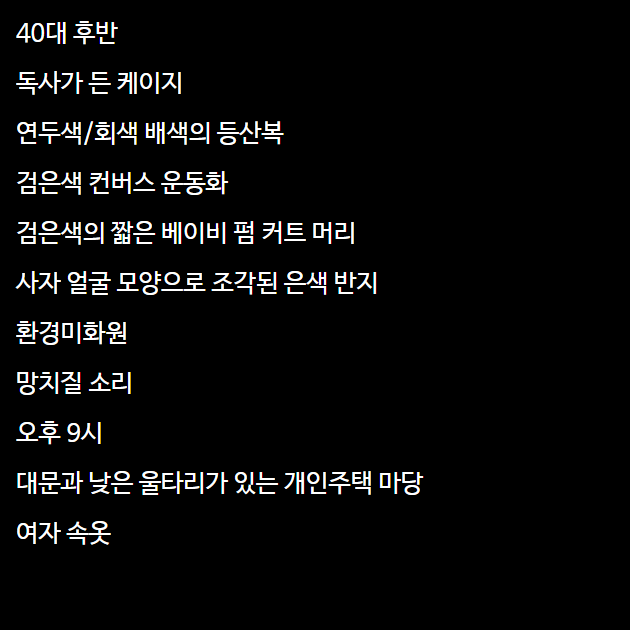 40대 후반
독사가 든 케이지
연두색/회색 배색의 등산복
검은색 컨버스 운동화
검은색의 짧은 베이비 펌 커트 머리
사자 얼굴 모양으로 조각된 은색 반지
환경미화원
망치질 소리
오후 9시
대문과 낮은 울타리가 있는 개인주택 마당
여자 속옷